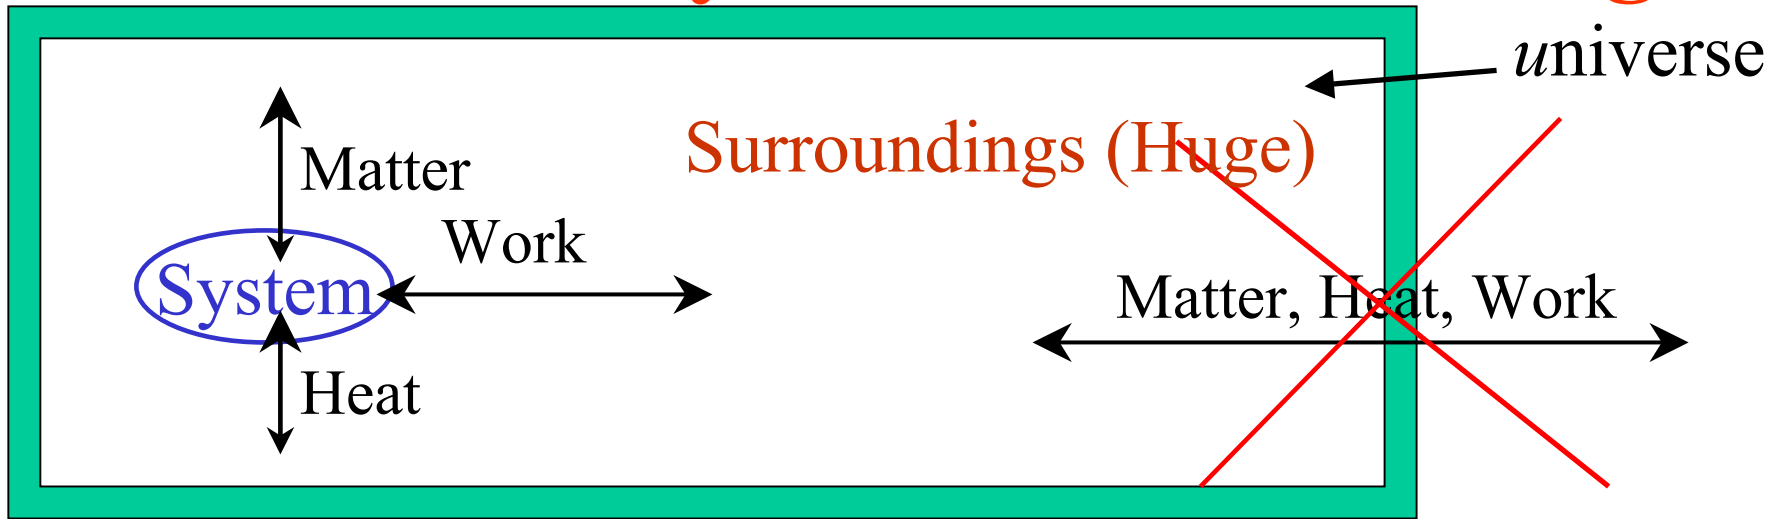 universe
Surroundings (Huge)
Matter
Work
System
Matter, Heat, Work
Heat